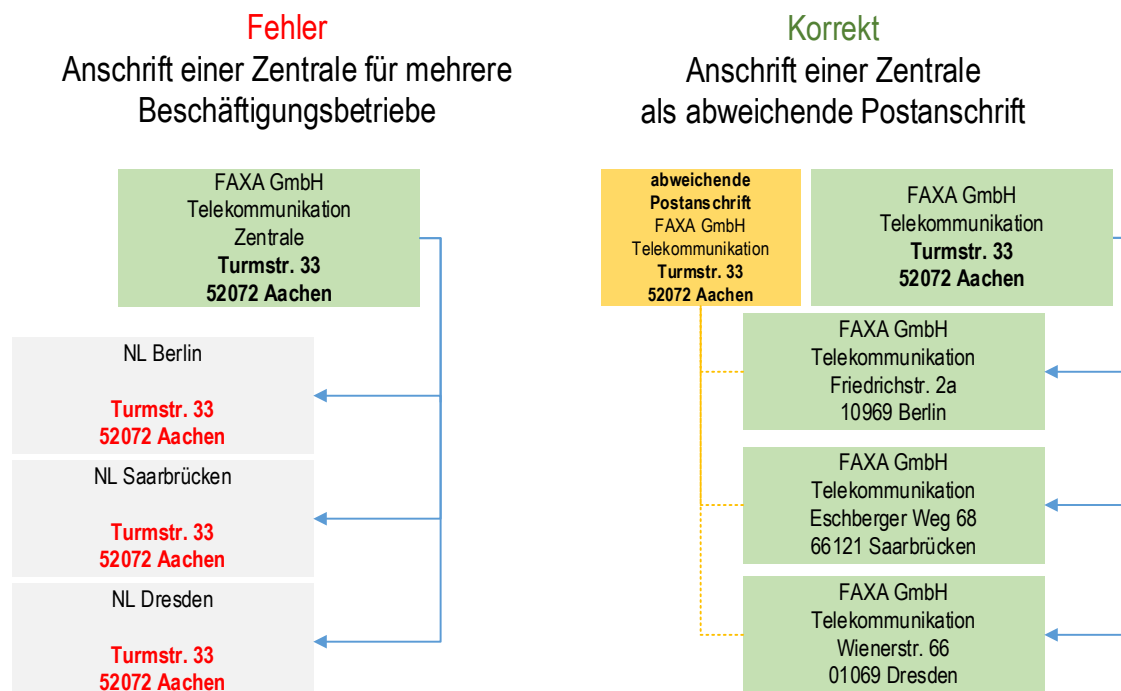 Fehler
Anschrift einer Zentrale für mehrere
Beschäftigungsbetriebe
FAXA GmbH
Telekommunikation
Zentrale
Turmstr. 33
52072 Aachen
NL Berlin
Turmstr. 33
52072 Aachen
NL Saarbrücken
Turmstr. 33
52072 Aachen
NL Dresden
Turmstr. 33
52072 Aachen
Korrekt
Anschrift einer Zentrale
als abweichende Postanschrift
abweichende
Postanschrift
FAXA GmbH
Telekommunikation
Turmstr. 33
52072 Aachen
FAXA GmbH
Telekommunikation
Turmstr. 33
52072 Aachen
FAXA GmbH
Telekommunikation
Friedrichstr. 2a
10969 Berlin
FAXA GmbH
Telekommunikation
Eschberger Weg 68
66121 Saarbrücken
FAXA GmbH
Telekommunikation
Wienerstr. 66
01069 Dresden